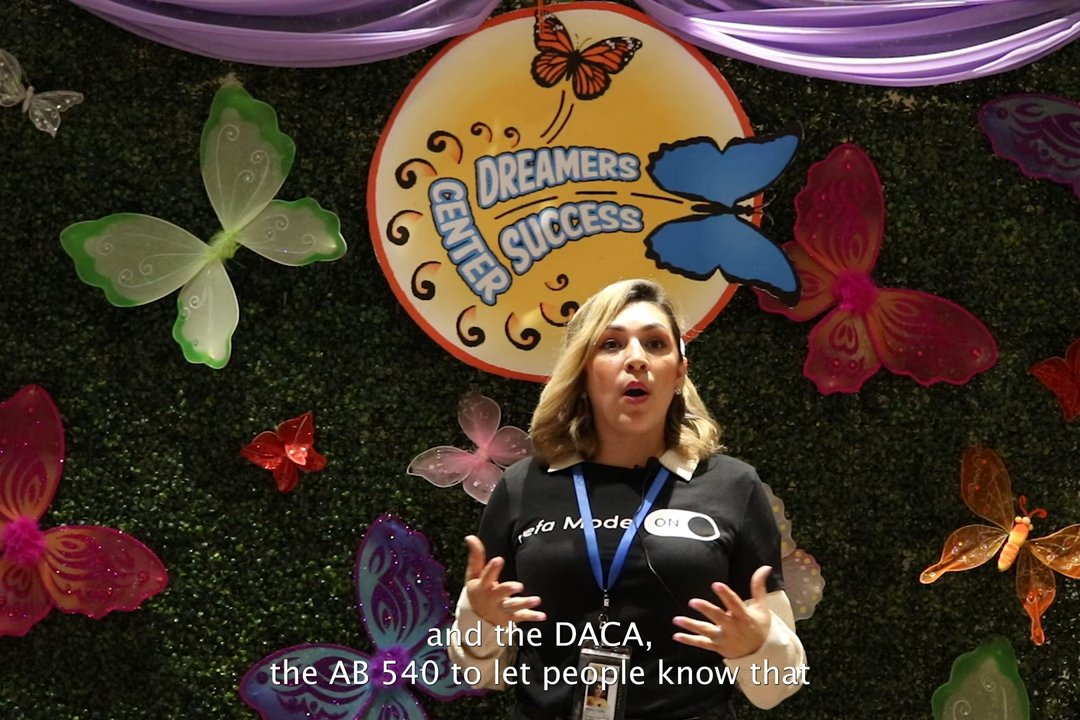 DREAMERS
SUCCESS
CENTER
efa Mode ON
and the DACA,
the AB 540 to let people know that